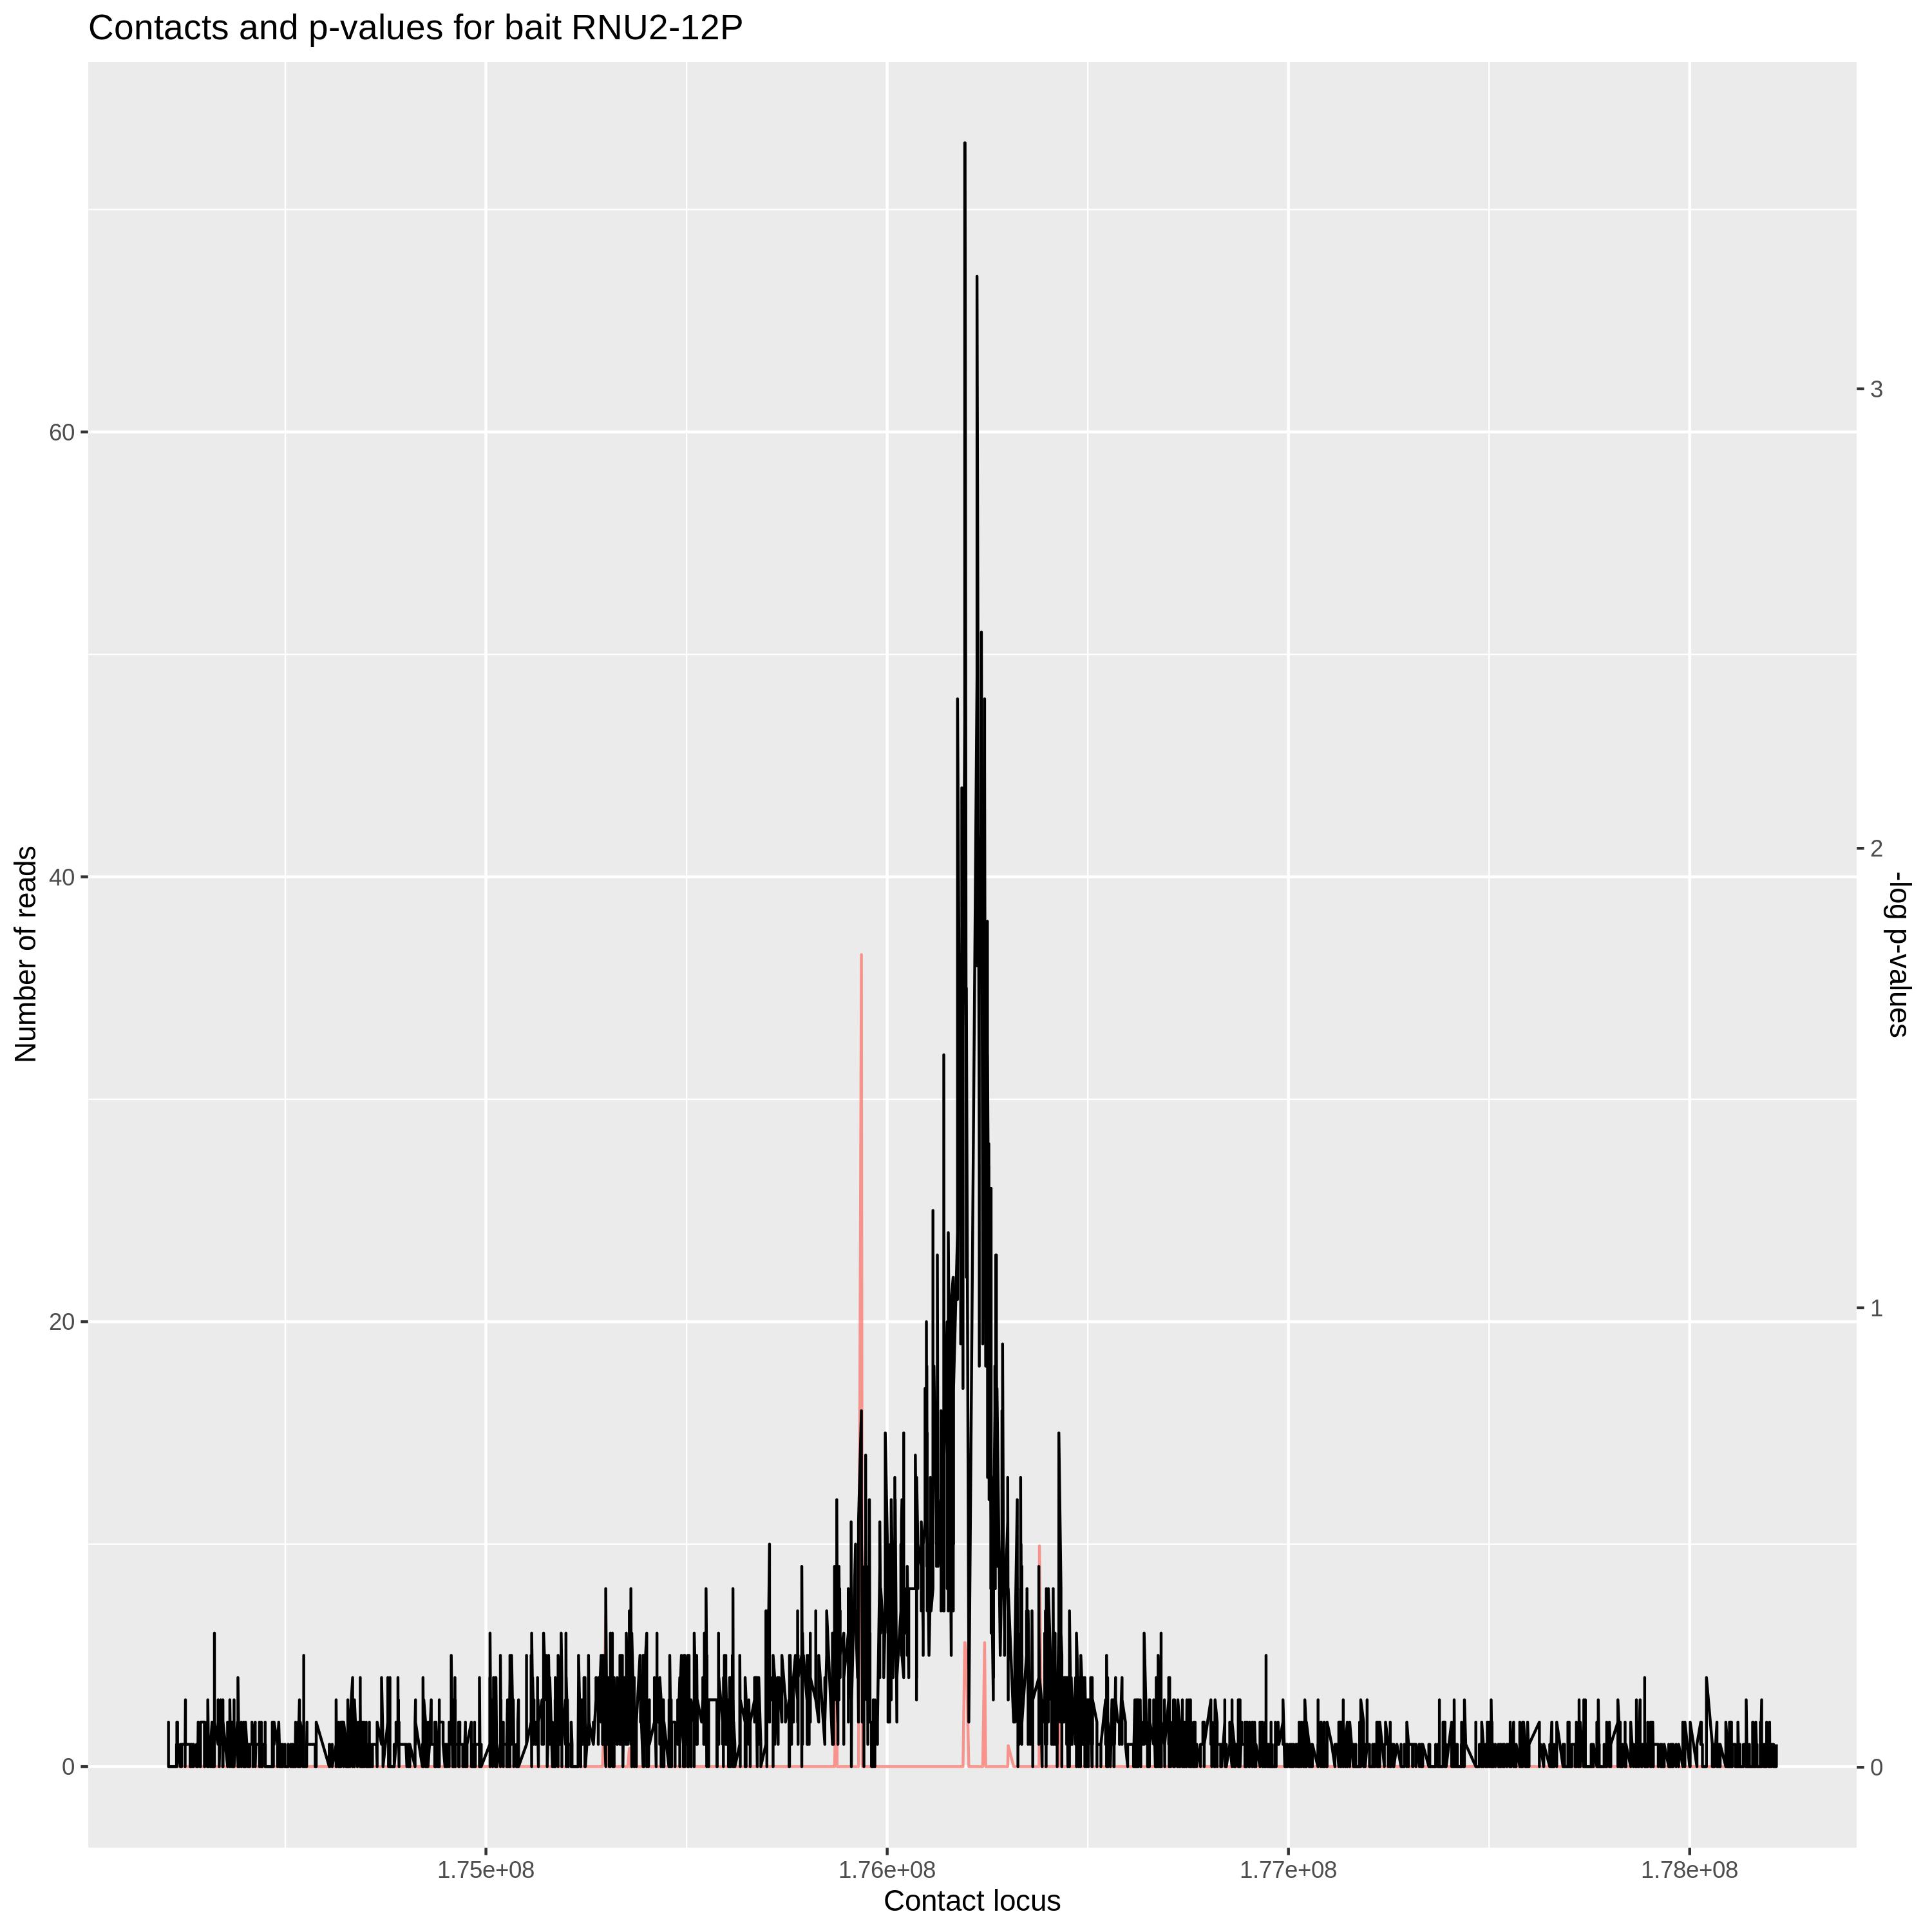 Contacts and p-values for bait RNU2-12P
60
40
20
0
3
2
1
0
Number of reads
-log p-values
1.75e+08 1.76e+08 1.77e+08 1.78e+08
Contact locus